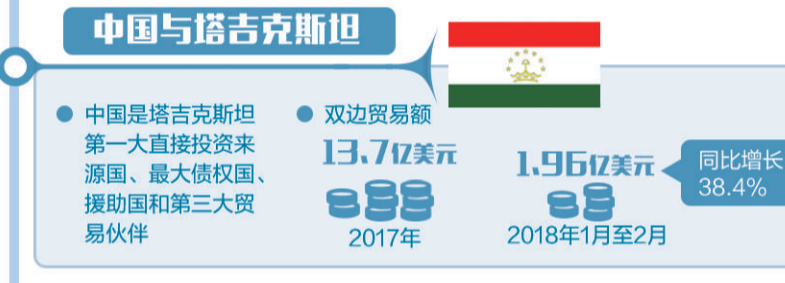 中国与塔吉克斯坦
中国是塔吉克斯坦
第一大直接投资来
源国、最大债权国、
援助国和第三大贸
易伙伴
双边贸易额
13.7亿美元
2017年
1.96亿美元
2018年1月至2月
同比增长
38.4%